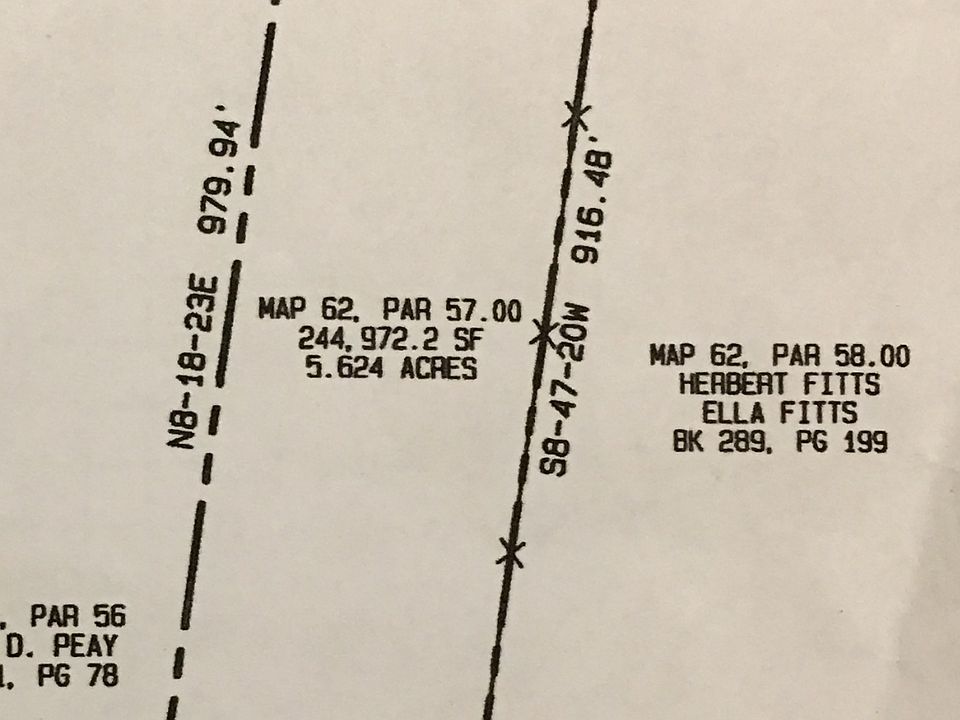 N8-18-23E 979.94'
MAP 62, PAR 57.00
244,972.2 SF
5.624 ACRES
S8-47-20W 916.48'
MAP 62, PAR 58.00
HERBERT FITTS
ELLA FITTS
BK 289, PG 199
, PAR 56
D. PEAY
, PG 78